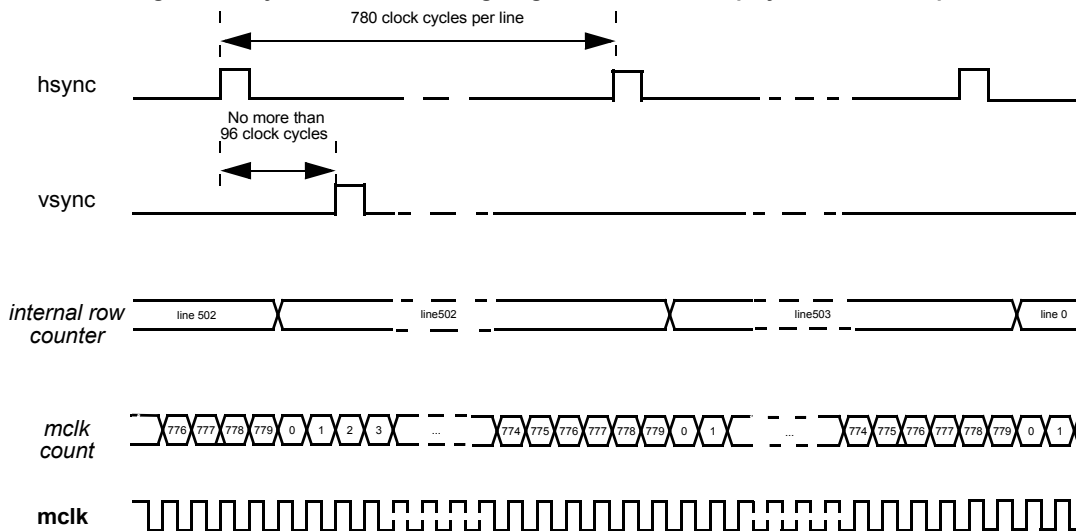 780 clock cycles per line
hsync
No more than
96 clock cycles
vsync
internal row
counter
line 502
line502
line503
line 0
mclk
count
776 777 778 779 0 1 2 3 ... 774 775 776 777 778 779 0 1 ... 774 775 776 777 778 779 0 1
mclk